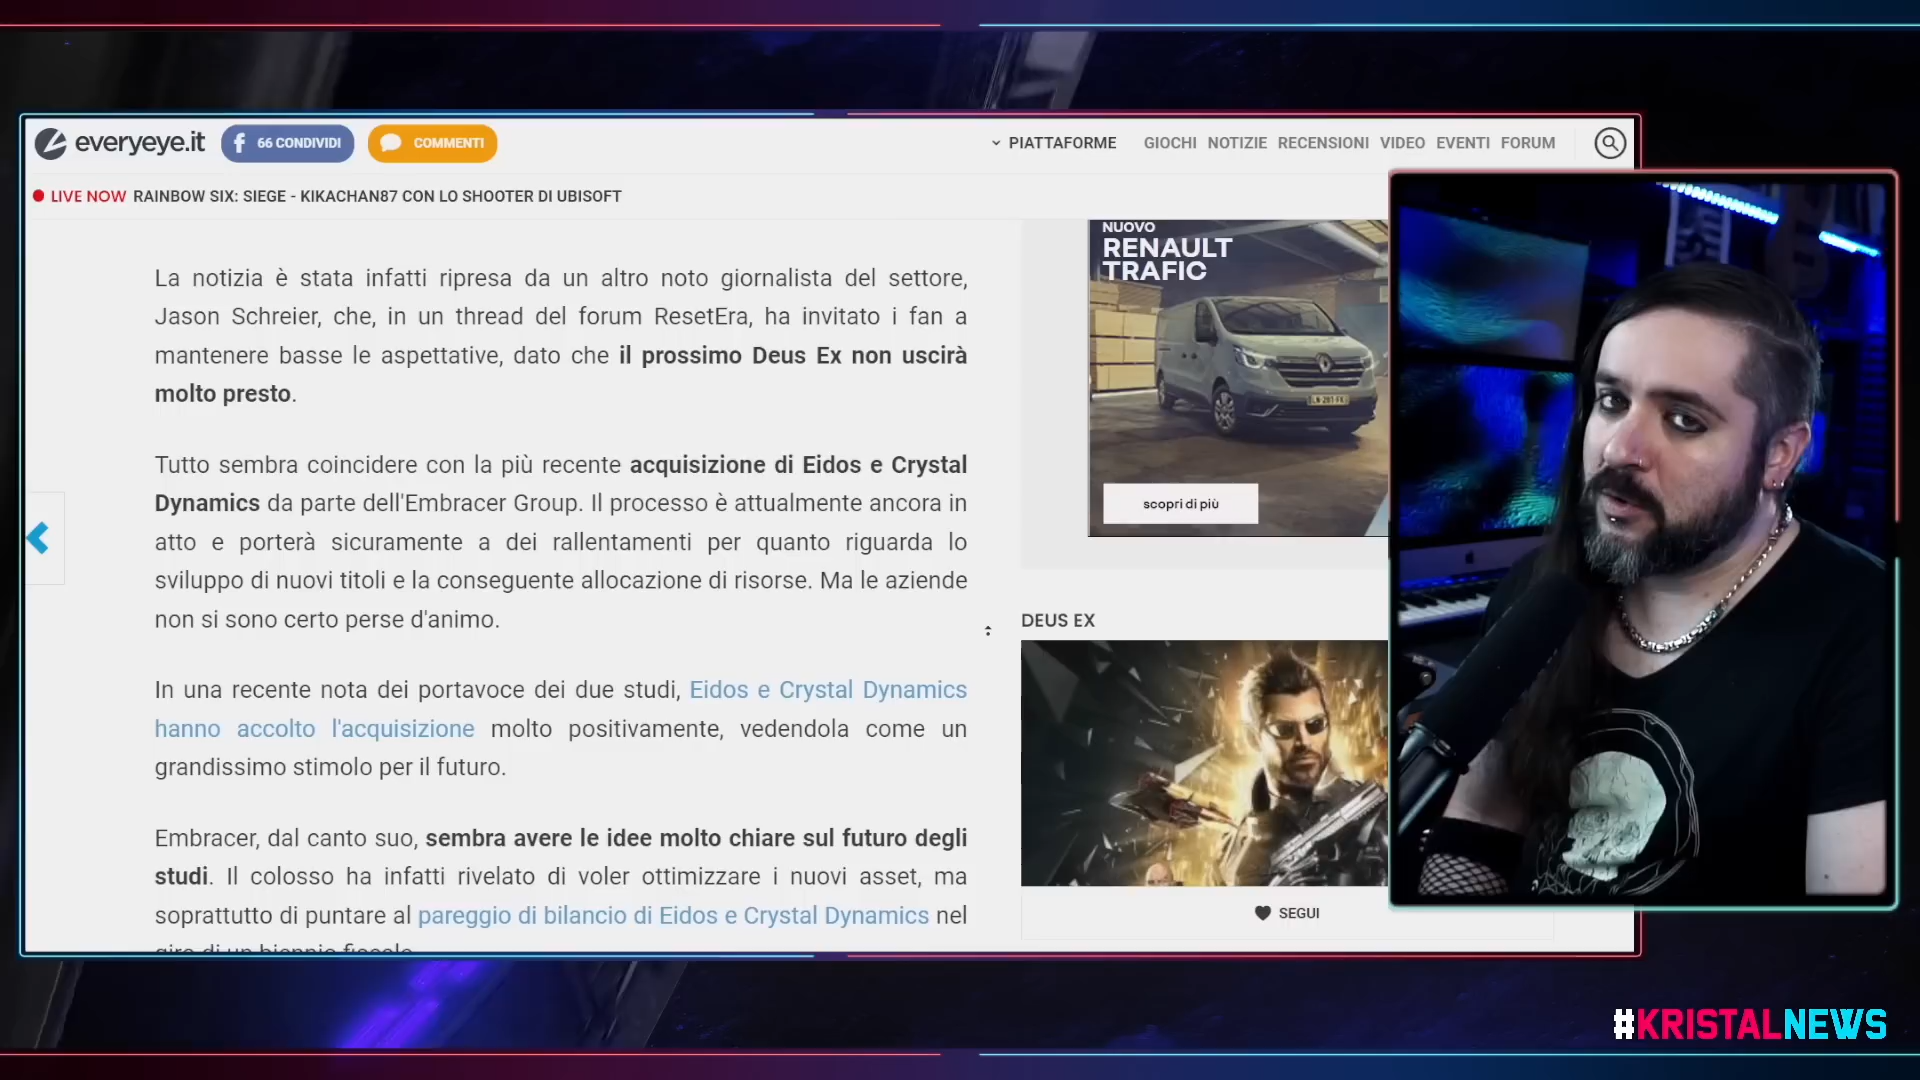 everyeye.it
66 CONDIVIDI
COMMENTI
PIATTAFORME
GIOCHI
NOTIZIE
RECENSIONI
VIDEO
EVENTI
FORUM
LIVE NOW RAINBOW SIX: SIEGE - KIKACHAN87 CON LO SHOOTER DI UBISOFT
La notizia è stata infatti ripresa da un altro noto giornalista del settore,
Jason Schreier, che, in un thread del forum ResetEra, ha invitato i fan a
mantenere basse le aspettative, dato che il prossimo Deus Ex non uscirà
molto presto.
Tutto sembra coincidere con la più recente acquisizione di Eidos e Crystal
Dynamics da parte dell'Embracer Group. Il processo è attualmente ancora in
atto e porterà sicuramente a dei rallentamenti per quanto riguarda lo
sviluppo di nuovi titoli e la conseguente allocazione di risorse. Ma le aziende
non si sono certo perse d'animo.
In una recente nota dei portavoce dei due studi, Eidos e Crystal Dynamics
hanno accolto l'acquisizione molto positivamente, vedendola come un
grandissimo stimolo per il futuro.
Embracer, dal canto suo, sembra avere le idee molto chiare sul futuro degli
studi. Il colosso ha infatti rivelato di voler ottimizzare i nuovi asset, ma
soprattutto di puntare al pareggio di bilancio di Eidos e Crystal Dynamics nel
giro di un biennio fiscale.
NUOVO
RENAULT
TRAFIC
scopri di più
DEUS EX
SEGUI
#KRISTALNEWS